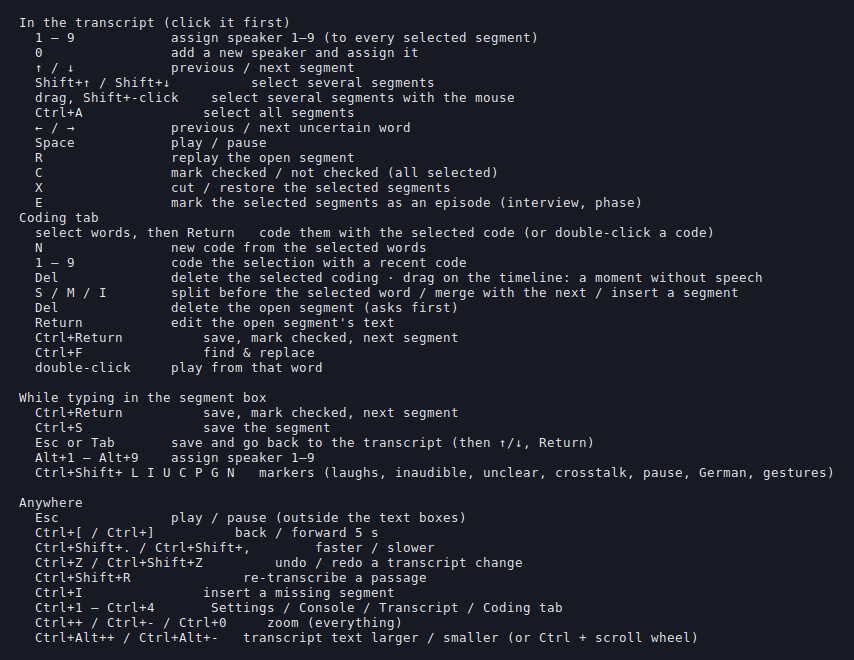 In the transcript (click it first)
1 – 9 assign speaker 1–9 (to every selected segment)
0 add a new speaker and assign it
↑ / ↓ previous / next segment
Shift+↑ / Shift+↓ select several segments
drag, Shift+-click select several segments with the mouse
Ctrl+A select all segments
← / → previous / next uncertain word
Space play / pause
R replay the open segment
C mark checked / not checked (all selected)
X cut / restore the selected segments
E mark the selected segments as an episode (interview, phase)
Coding tab
select words, then Return code them with the selected code (or double-click a code)
N new code from the selected words
1 – 9 code the selection with a recent code
Del delete the selected coding · drag on the timeline: a moment without speech
S / M / I split before the selected word / merge with the next / insert a segment
Del delete the open segment (asks first)
Return edit the open segment's text
Ctrl+Return save, mark checked, next segment
Ctrl+F find & replace
double-click play from that word

While typing in the segment box
Ctrl+Return save, mark checked, next segment
Ctrl+S save the segment
Esc or Tab save and go back to the transcript (then ↑/↓, Return)
Alt+1 – Alt+9 assign speaker 1–9
Ctrl+Shift+ L I U C P G N markers (laughs, inaudible, unclear, crosstalk, pause, German, gestures)

Anywhere
Esc play / pause (outside the text boxes)
Ctrl+[ / Ctrl+] back / forward 5 s
Ctrl+Shift+. / Ctrl+Shift+, faster / slower
Ctrl+Z / Ctrl+Shift+Z undo / redo a transcript change
Ctrl+Shift+R re-transcribe a passage
Ctrl+I insert a missing segment
Ctrl+1 – Ctrl+4 Settings / Console / Transcript / Coding tab
Ctrl++ / Ctrl+- / Ctrl+0 zoom (everything)
Ctrl+Alt++ / Ctrl+Alt+- transcript text larger / smaller (or Ctrl + scroll wheel)